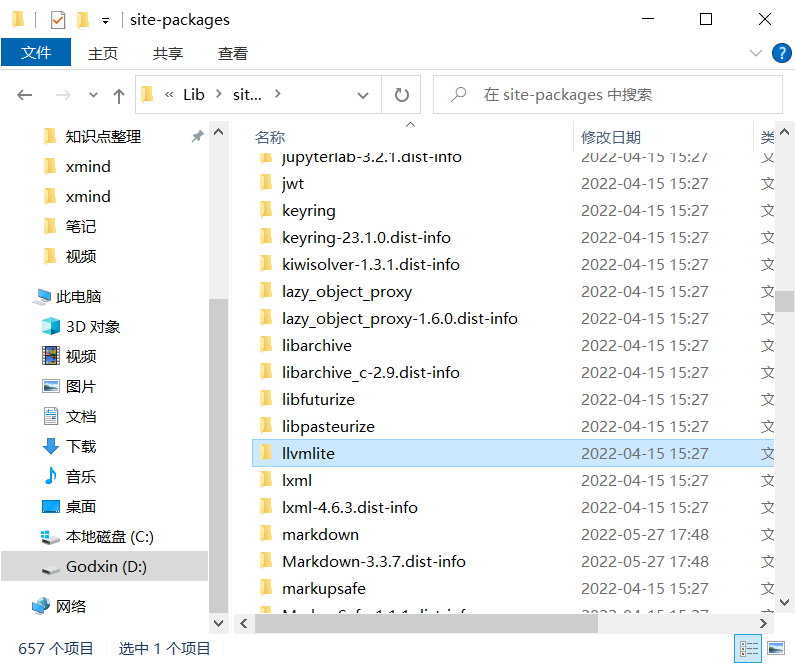 site-packages
文件 主页 共享 查看
« Lib › sit... ›
在 site-packages 中搜索
知识点整理
xmind
xmind
笔记
视频
此电脑
3D 对象
视频
图片
文档
下载
音乐
桌面
本地磁盘 (C:)
Godxin (D:)
网络
名称 修改日期 类
jupyterlab-3.2.1.dist-info 2022-04-15 15:27 文
jwt 2022-04-15 15:27 文
keyring 2022-04-15 15:27 文
keyring-23.1.0.dist-info 2022-04-15 15:27 文
kiwisolver-1.3.1.dist-info 2022-04-15 15:27 文
lazy_object_proxy 2022-04-15 15:27 文
lazy_object_proxy-1.6.0.dist-info 2022-04-15 15:27 文
libarchive 2022-04-15 15:27 文
libarchive_c-2.9.dist-info 2022-04-15 15:27 文
libfuturize 2022-04-15 15:27 文
libpasteurize 2022-04-15 15:27 文
llvmlite 2022-04-15 15:27 文
lxml 2022-04-15 15:27 文
lxml-4.6.3.dist-info 2022-04-15 15:27 文
markdown 2022-05-27 17:48 文
Markdown-3.3.7.dist-info 2022-05-27 17:48 文
markupsafe 2022-04-15 15:27 文
657 个项目 选中 1 个项目